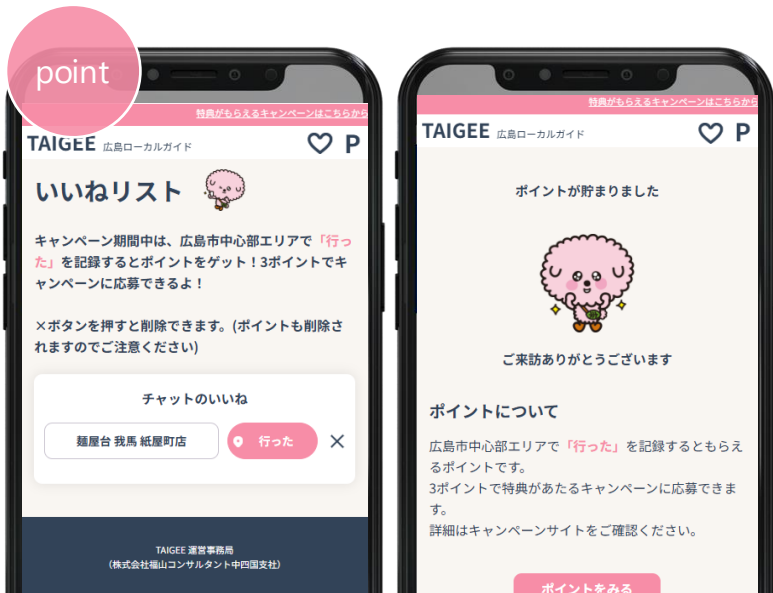 point
特典がもらえるキャンペーンはこちらから
TAIGEE 広島ローカルガイド P
いいねリスト
キャンペーン期間中は、広島市中心部エリアで「行っ
た」を記録するとポイントをゲット！3ポイントでキ
ャンペーンに応募できるよ！
×ボタンを押すと削除できます。(ポイントも削除さ
れますのでご注意ください)
チャットのいいね
麺屋台 我馬 紙屋町店 行った
TAIGEE 運営事務局
（株式会社福山コンサルタント中四国支社）
特典がもらえるキャンペーンはこちらから
TAIGEE 広島ローカルガイド P
ポイントが貯まりました
ご来訪ありがとうございます
ポイントについて
広島市中心部エリアで「行った」を記録するともらえ
るポイントです。
3ポイントで特典があたるキャンペーンに応募できま
す。
詳細はキャンペーンサイトをご確認ください。
ポイントをみる